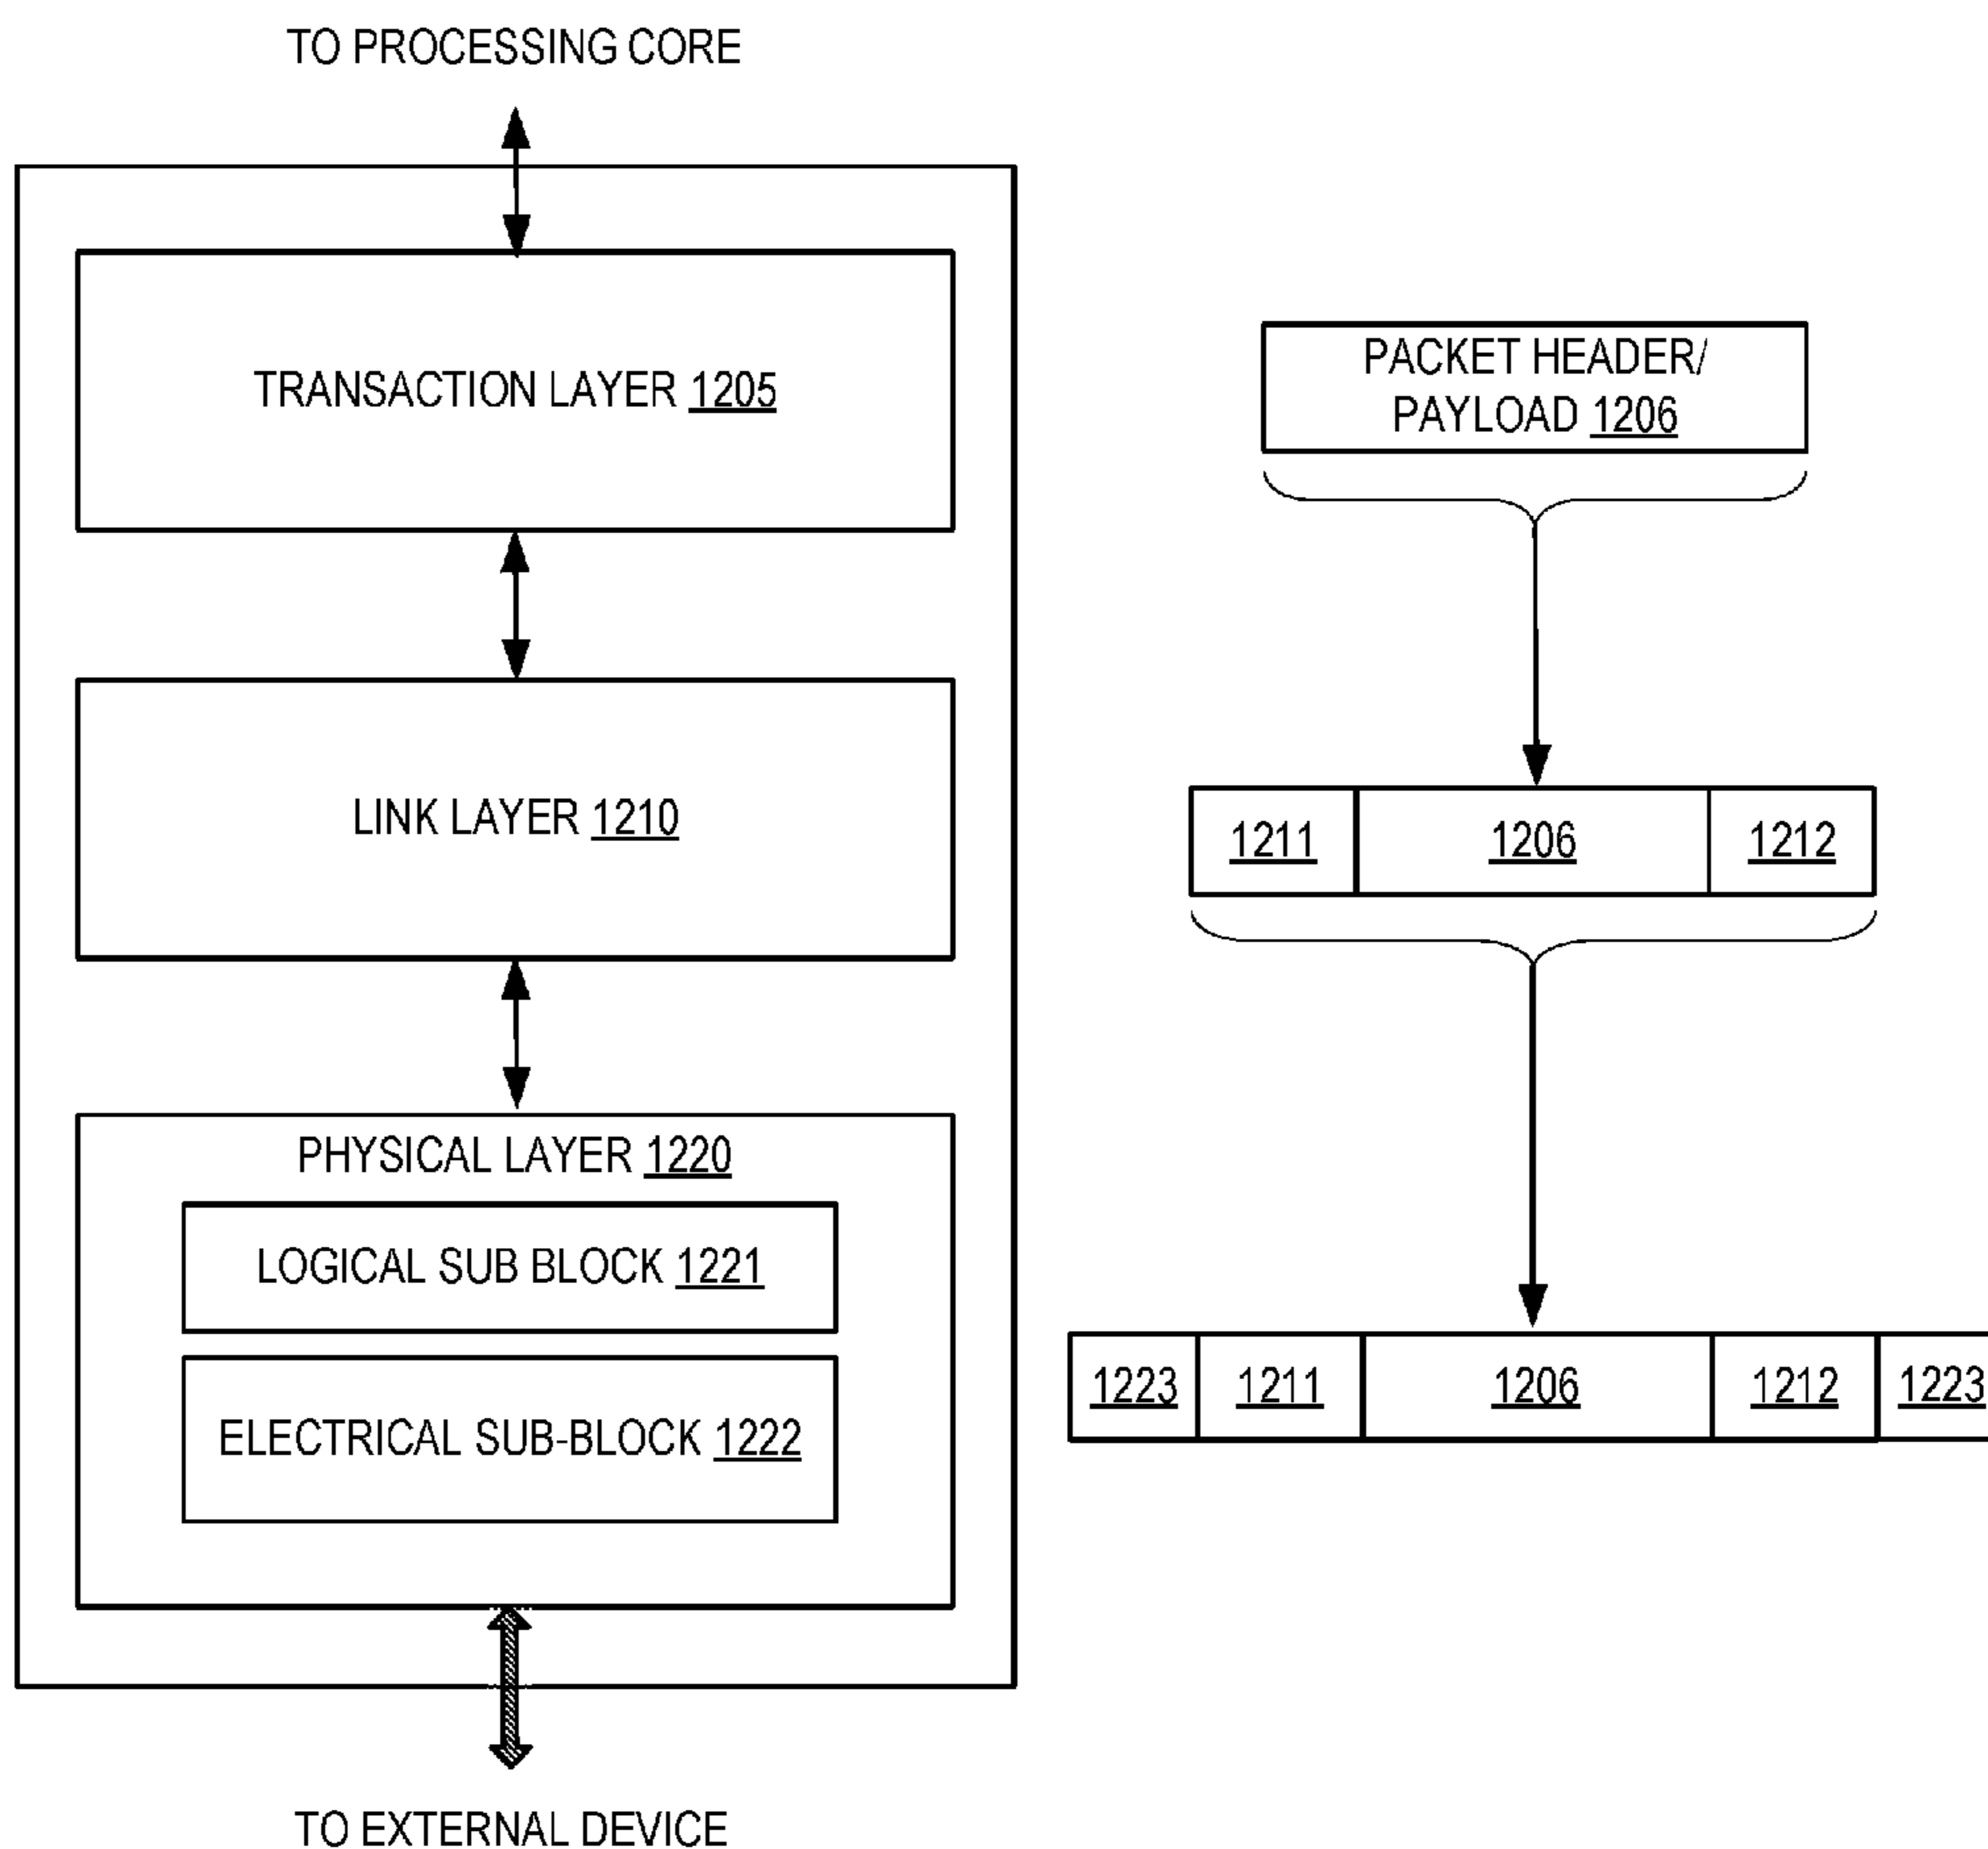 TO PROCESSING CORE
TRANSACTION LAYER 1205
PACKET HEADER/
PAYLOAD 1206
LINK LAYER 1210
1211 1206 1212
PHYSICAL LAYER 1220
LOGICAL SUB BLOCK 1221
ELECTRICAL SUB-BLOCK 1222
1223 1211 1206 1212 1223
TO EXTERNAL DEVICE